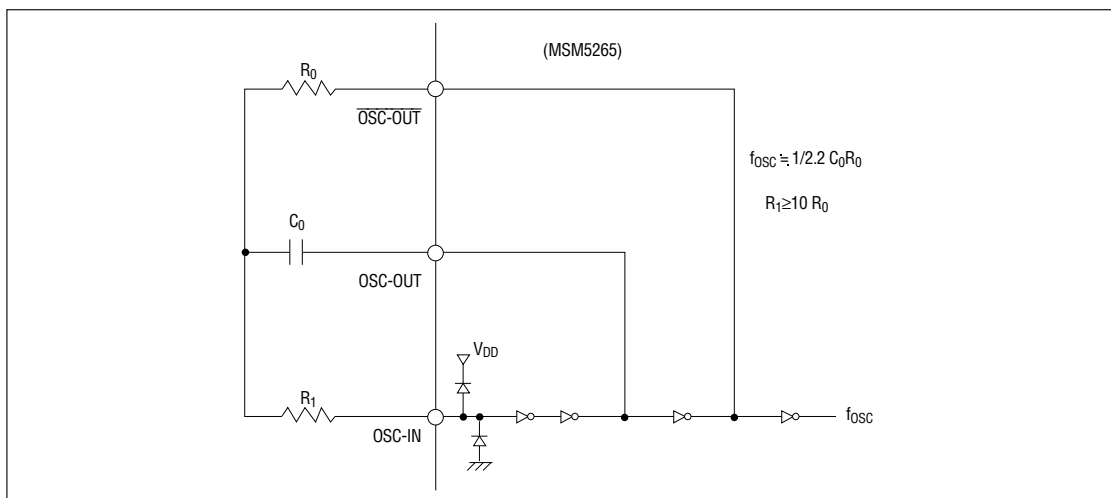 (MSM5265)
R₀
OSC-OUT
fOSC ≒ 1/2.2 C₀R₀
R₁≥10 R₀
C₀
OSC-OUT
VDD
R₁
OSC-IN
fOSC